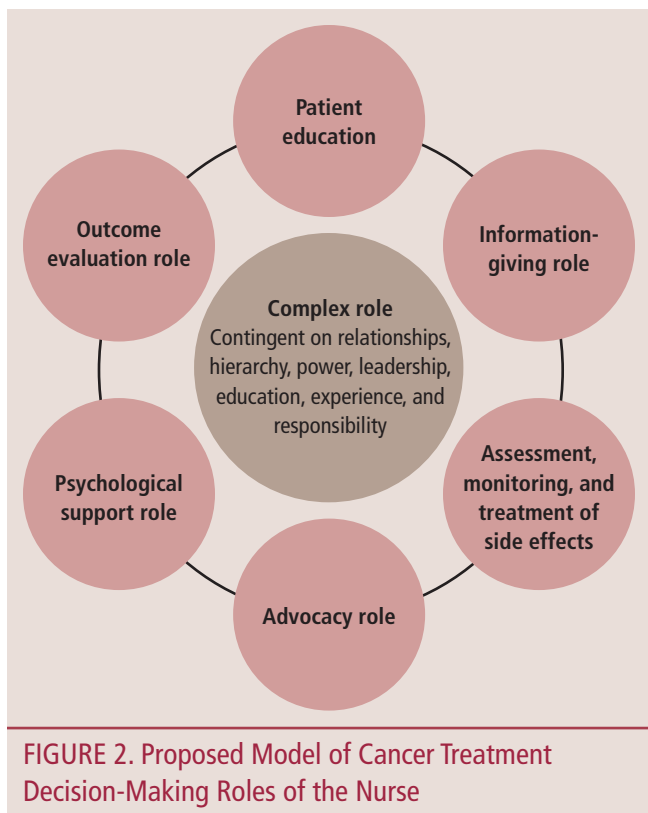 Patient
education
Outcome
evaluation role
Information-
giving role
Complex role
Contingent on relationships,
hierarchy, power, leadership,
education, experience, and
responsibility
Psychological
support role
Assessment,
monitoring, and
treatment of
side effects
Advocacy role
FIGURE 2. Proposed Model of Cancer Treatment
Decision-Making Roles of the Nurse